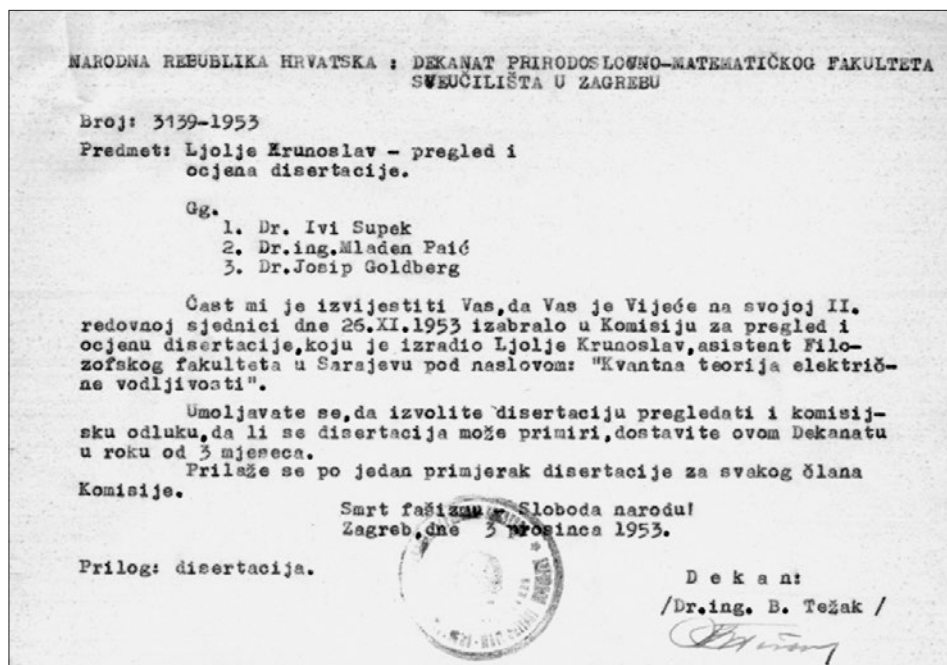 NARODNA REBUBLIKA HRVATSKA : DEKANAT PRIRODOSLOVNO-MATEMATIČKOG FAKULTETA
SVEUČILIŠTA U ZAGREBU
Broj: 3139-1953
Predmet: Ljolje Krunoslav - pregled i
ocjena disertacije.
Gg.
1. Dr. Ivi Supek
2. Dr.ing.Mladen Paić
3. Dr.Josip Goldberg
Čast mi je izvijestiti Vas,da Vas je Vijeće na svojoj II.
redovnoj sjednici dne 26.XI.1953 izabralo u Komisiju za pregled i
ocjenu disertacije,koju je izradio Ljolje Krunoslav,asistent Filo-
zofskog fakulteta u Sarajevu pod naslovom: "Kvantna teorija električ-
ne vodljivosti".
Umoljavate se,da izvolite disertaciju pregledati i komisij-
sku odluku,da li se disertacija može primiri,dostavite ovom Dekanatu
u roku od 3 mjeseca.
Prilaže se po jedan primjerak disertacije za svakog člana
Komisije.
Smrt fašizmu - Sloboda narodu!
Zagreb,dne 3 prosinca 1953.
Prilog: disertacija.
D e k a n:
/Dr.ing. B. Težak /